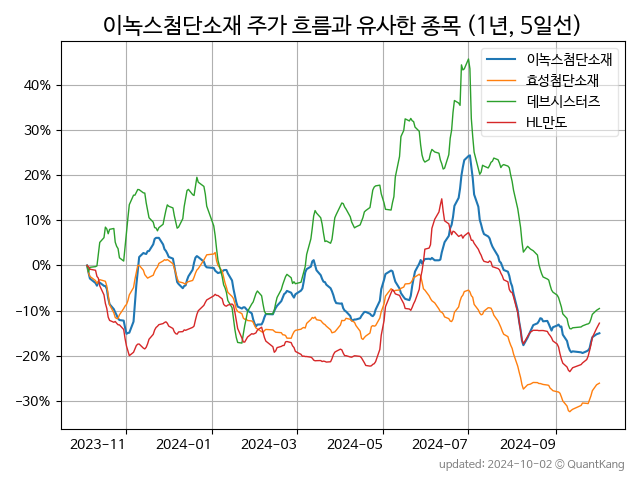 이녹스첨단소재 주가 흐름과 유사한 종목 (1년, 5일선)
이녹스첨단소재
효성첨단소재
데브시스터즈
HL만도
40%
30%
20%
10%
0%
−10%
−20%
−30%
2023-11 2024-01 2024-03 2024-05 2024-07 2024-09
updated: 2024-10-02 © QuantKang